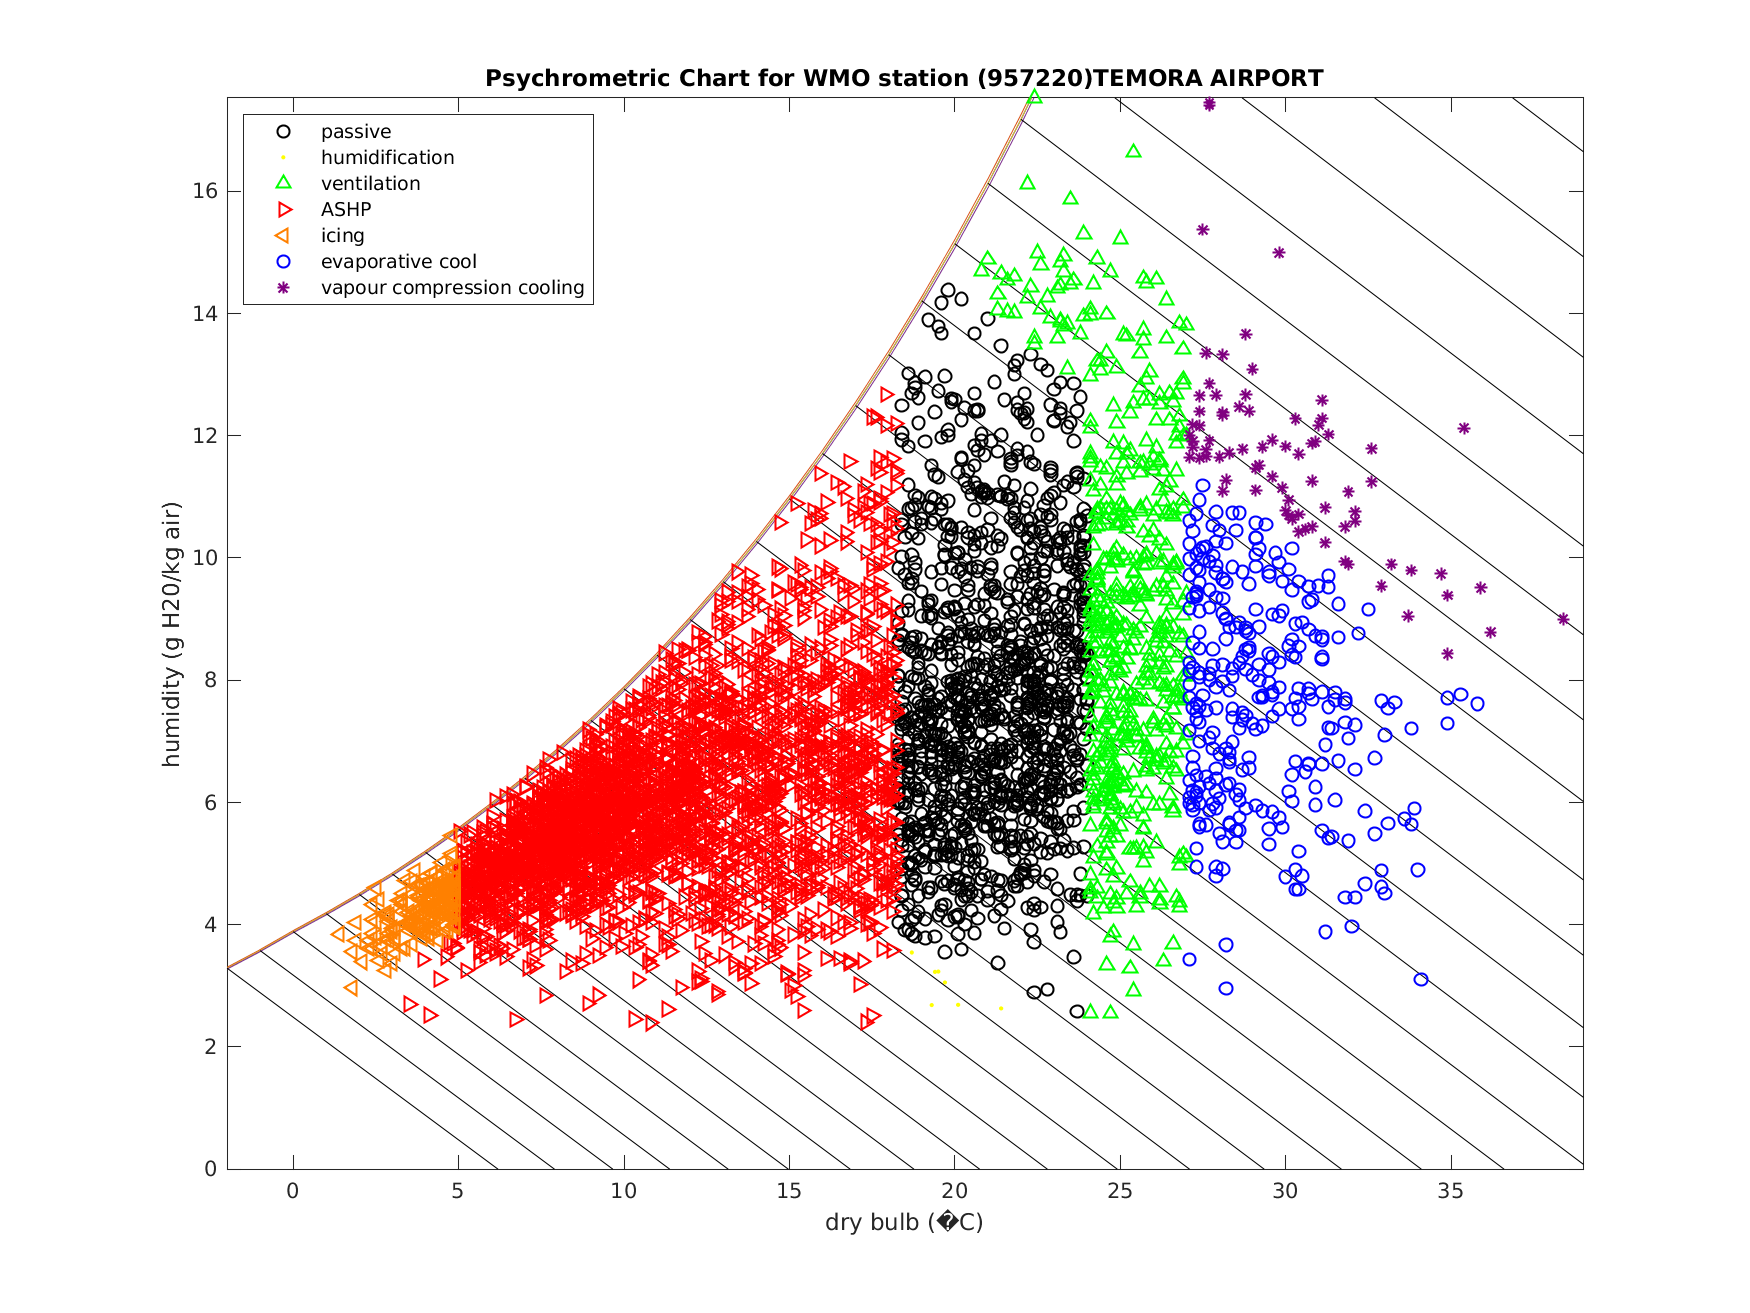 Psychrometric Chart for WMO station (957220)TEMORA AIRPORT
passive
humidification
ventilation
ASHP
icing
evaporative cool
vapour compression cooling
humidity (g H20/kg air)
16
14
12
10
8
6
4
2
0
0 5 10 15 20 25 30 35
dry bulb (�C)